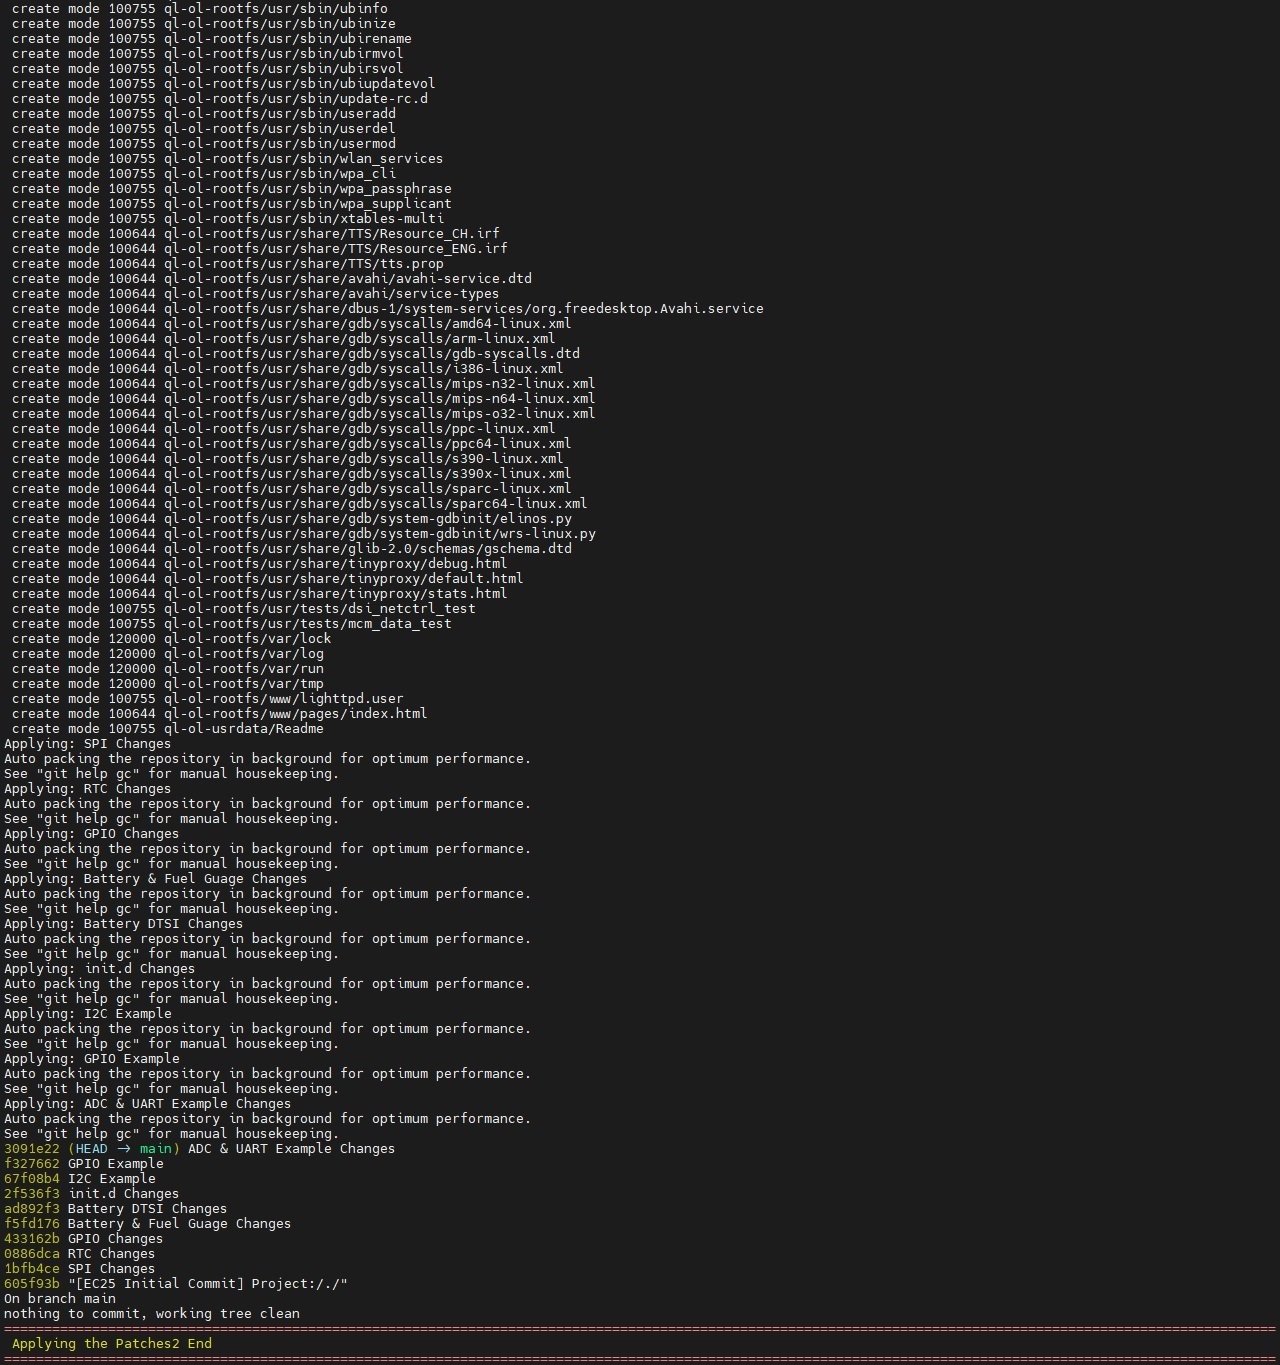 create mode 100755 ql-ol-rootfs/usr/sbin/ubinfo
create mode 100755 ql-ol-rootfs/usr/sbin/ubinize
create mode 100755 ql-ol-rootfs/usr/sbin/ubirename
create mode 100755 ql-ol-rootfs/usr/sbin/ubirmvol
create mode 100755 ql-ol-rootfs/usr/sbin/ubirsvol
create mode 100755 ql-ol-rootfs/usr/sbin/ubiupdatevol
create mode 100755 ql-ol-rootfs/usr/sbin/update-rc.d
create mode 100755 ql-ol-rootfs/usr/sbin/useradd
create mode 100755 ql-ol-rootfs/usr/sbin/userdel
create mode 100755 ql-ol-rootfs/usr/sbin/usermod
create mode 100755 ql-ol-rootfs/usr/sbin/wlan_services
create mode 100755 ql-ol-rootfs/usr/sbin/wpa_cli
create mode 100755 ql-ol-rootfs/usr/sbin/wpa_passphrase
create mode 100755 ql-ol-rootfs/usr/sbin/wpa_supplicant
create mode 100755 ql-ol-rootfs/usr/sbin/xtables-multi
create mode 100644 ql-ol-rootfs/usr/share/TTS/Resource_CH.irf
create mode 100644 ql-ol-rootfs/usr/share/TTS/Resource_ENG.irf
create mode 100644 ql-ol-rootfs/usr/share/TTS/tts.prop
create mode 100644 ql-ol-rootfs/usr/share/avahi/avahi-service.dtd
create mode 100644 ql-ol-rootfs/usr/share/avahi/service-types
create mode 100644 ql-ol-rootfs/usr/share/dbus-1/system-services/org.freedesktop.Avahi.service
create mode 100644 ql-ol-rootfs/usr/share/gdb/syscalls/amd64-linux.xml
create mode 100644 ql-ol-rootfs/usr/share/gdb/syscalls/arm-linux.xml
create mode 100644 ql-ol-rootfs/usr/share/gdb/syscalls/gdb-syscalls.dtd
create mode 100644 ql-ol-rootfs/usr/share/gdb/syscalls/i386-linux.xml
create mode 100644 ql-ol-rootfs/usr/share/gdb/syscalls/mips-n32-linux.xml
create mode 100644 ql-ol-rootfs/usr/share/gdb/syscalls/mips-n64-linux.xml
create mode 100644 ql-ol-rootfs/usr/share/gdb/syscalls/mips-o32-linux.xml
create mode 100644 ql-ol-rootfs/usr/share/gdb/syscalls/ppc-linux.xml
create mode 100644 ql-ol-rootfs/usr/share/gdb/syscalls/ppc64-linux.xml
create mode 100644 ql-ol-rootfs/usr/share/gdb/syscalls/s390-linux.xml
create mode 100644 ql-ol-rootfs/usr/share/gdb/syscalls/s390x-linux.xml
create mode 100644 ql-ol-rootfs/usr/share/gdb/syscalls/sparc-linux.xml
create mode 100644 ql-ol-rootfs/usr/share/gdb/syscalls/sparc64-linux.xml
create mode 100644 ql-ol-rootfs/usr/share/gdb/system-gdbinit/elinos.py
create mode 100644 ql-ol-rootfs/usr/share/gdb/system-gdbinit/wrs-linux.py
create mode 100644 ql-ol-rootfs/usr/share/glib-2.0/schemas/gschema.dtd
create mode 100644 ql-ol-rootfs/usr/share/tinyproxy/debug.html
create mode 100644 ql-ol-rootfs/usr/share/tinyproxy/default.html
create mode 100644 ql-ol-rootfs/usr/share/tinyproxy/stats.html
create mode 100755 ql-ol-rootfs/usr/tests/dsi_netctrl_test
create mode 100755 ql-ol-rootfs/usr/tests/mcm_data_test
create mode 120000 ql-ol-rootfs/var/lock
create mode 120000 ql-ol-rootfs/var/log
create mode 120000 ql-ol-rootfs/var/run
create mode 120000 ql-ol-rootfs/var/tmp
create mode 100755 ql-ol-rootfs/www/lighttpd.user
create mode 100644 ql-ol-rootfs/www/pages/index.html
create mode 100755 ql-ol-usrdata/Readme
Applying: SPI Changes
Auto packing the repository in background for optimum performance.
See "git help gc" for manual housekeeping.
Applying: RTC Changes
Auto packing the repository in background for optimum performance.
See "git help gc" for manual housekeeping.
Applying: GPIO Changes
Auto packing the repository in background for optimum performance.
See "git help gc" for manual housekeeping.
Applying: Battery & Fuel Guage Changes
Auto packing the repository in background for optimum performance.
See "git help gc" for manual housekeeping.
Applying: Battery DTSI Changes
Auto packing the repository in background for optimum performance.
See "git help gc" for manual housekeeping.
Applying: init.d Changes
Auto packing the repository in background for optimum performance.
See "git help gc" for manual housekeeping.
Applying: I2C Example
Auto packing the repository in background for optimum performance.
See "git help gc" for manual housekeeping.
Applying: GPIO Example
Auto packing the repository in background for optimum performance.
See "git help gc" for manual housekeeping.
Applying: ADC & UART Example Changes
Auto packing the repository in background for optimum performance.
See "git help gc" for manual housekeeping.
3091e22 (HEAD → main) ADC & UART Example Changes
f327662 GPIO Example
67f08b4 I2C Example
2f536f3 init.d Changes
ad892f3 Battery DTSI Changes
f5fd176 Battery & Fuel Guage Changes
433162b GPIO Changes
0886dca RTC Changes
1bfb4ce SPI Changes
605f93b "[EC25 Initial Commit] Project:/./"
On branch main
nothing to commit, working tree clean
Applying the Patches2 End